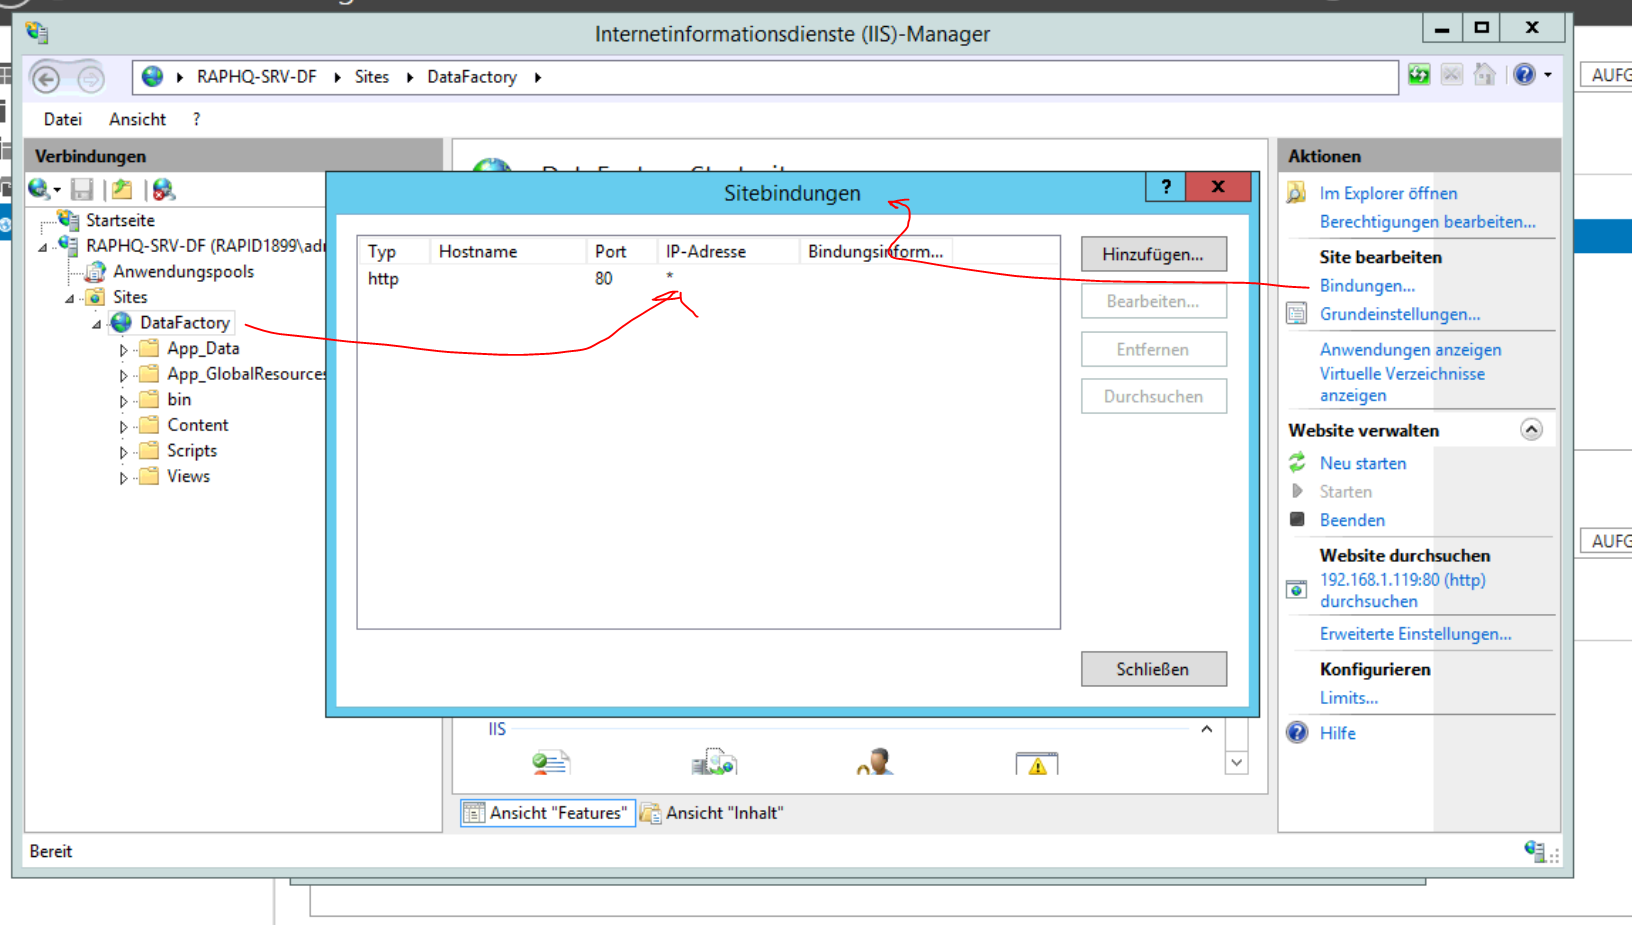 Internetinformationsdienste (IIS)-Manager
RAPHQ-SRV-DF Sites DataFactory
AUFG
Datei Ansicht ?
Verbindungen
Startseite
RAPHQ-SRV-DF (RAPID1899\ad
Anwendungspools
Sites
DataFactory
App_Data
App_GlobalResources
bin
Content
Scripts
Views
Sitebindungen
? X
Typ Hostname Port IP-Adresse Bindungsinform...
http 80 *
Hinzufügen...
Bearbeiten...
Entfernen
Durchsuchen
Schließen
IIS
Ansicht "Features" Ansicht "Inhalt"
Aktionen
Im Explorer öffnen
Berechtigungen bearbeiten...
Site bearbeiten
Bindungen...
Grundeinstellungen...
Anwendungen anzeigen
Virtuelle Verzeichnisse
anzeigen
Website verwalten
Neu starten
Starten
Beenden
Website durchsuchen
192.168.1.119:80 (http)
durchsuchen
Erweiterte Einstellungen...
Konfigurieren
Limits...
Hilfe
AUFG
Bereit